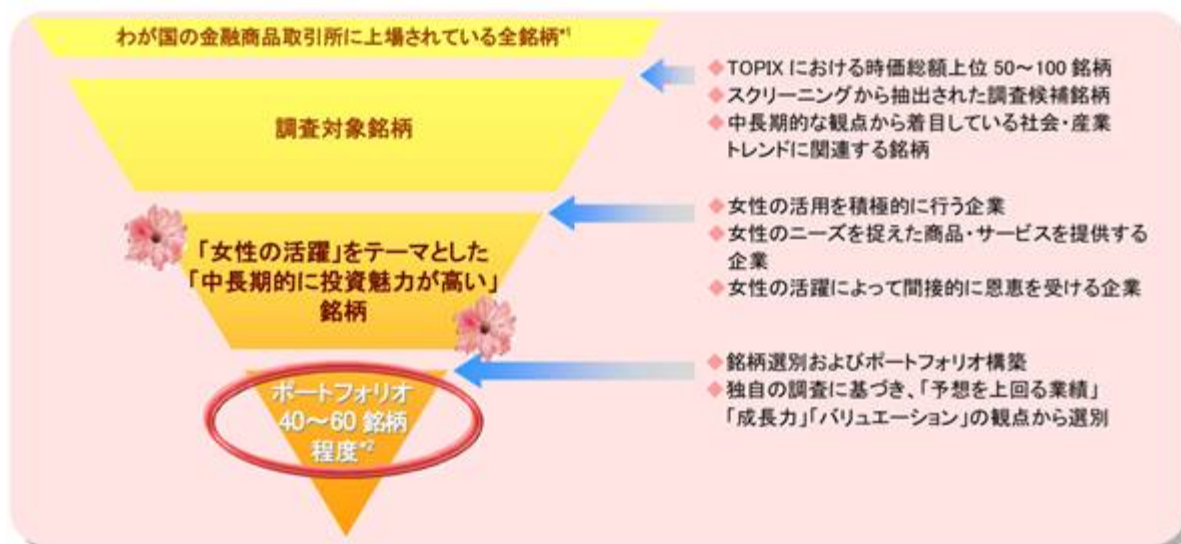 わが国の金融商品取引所に上場されている全銘柄*1
◆TOPIX における時価総額上位 50～100 銘柄
◆スクリーニングから抽出された調査候補銘柄
◆中長期的な観点から着目している社会・産業
トレンドに関連する銘柄
調査対象銘柄
◆女性の活用を積極的に行う企業
◆女性のニーズを捉えた商品・サービスを提供する
企業
◆女性の活躍によって間接的に恩恵を受ける企業
「女性の活躍」をテーマとした
「中長期的に投資魅力が高い」
銘柄
◆銘柄選別およびポートフォリオ構築
◆独自の調査に基づき、「予想を上回る業績」
「成長力」「バリュエーション」の観点から選別
ポートフォリオ
40～60 銘柄
程度*2